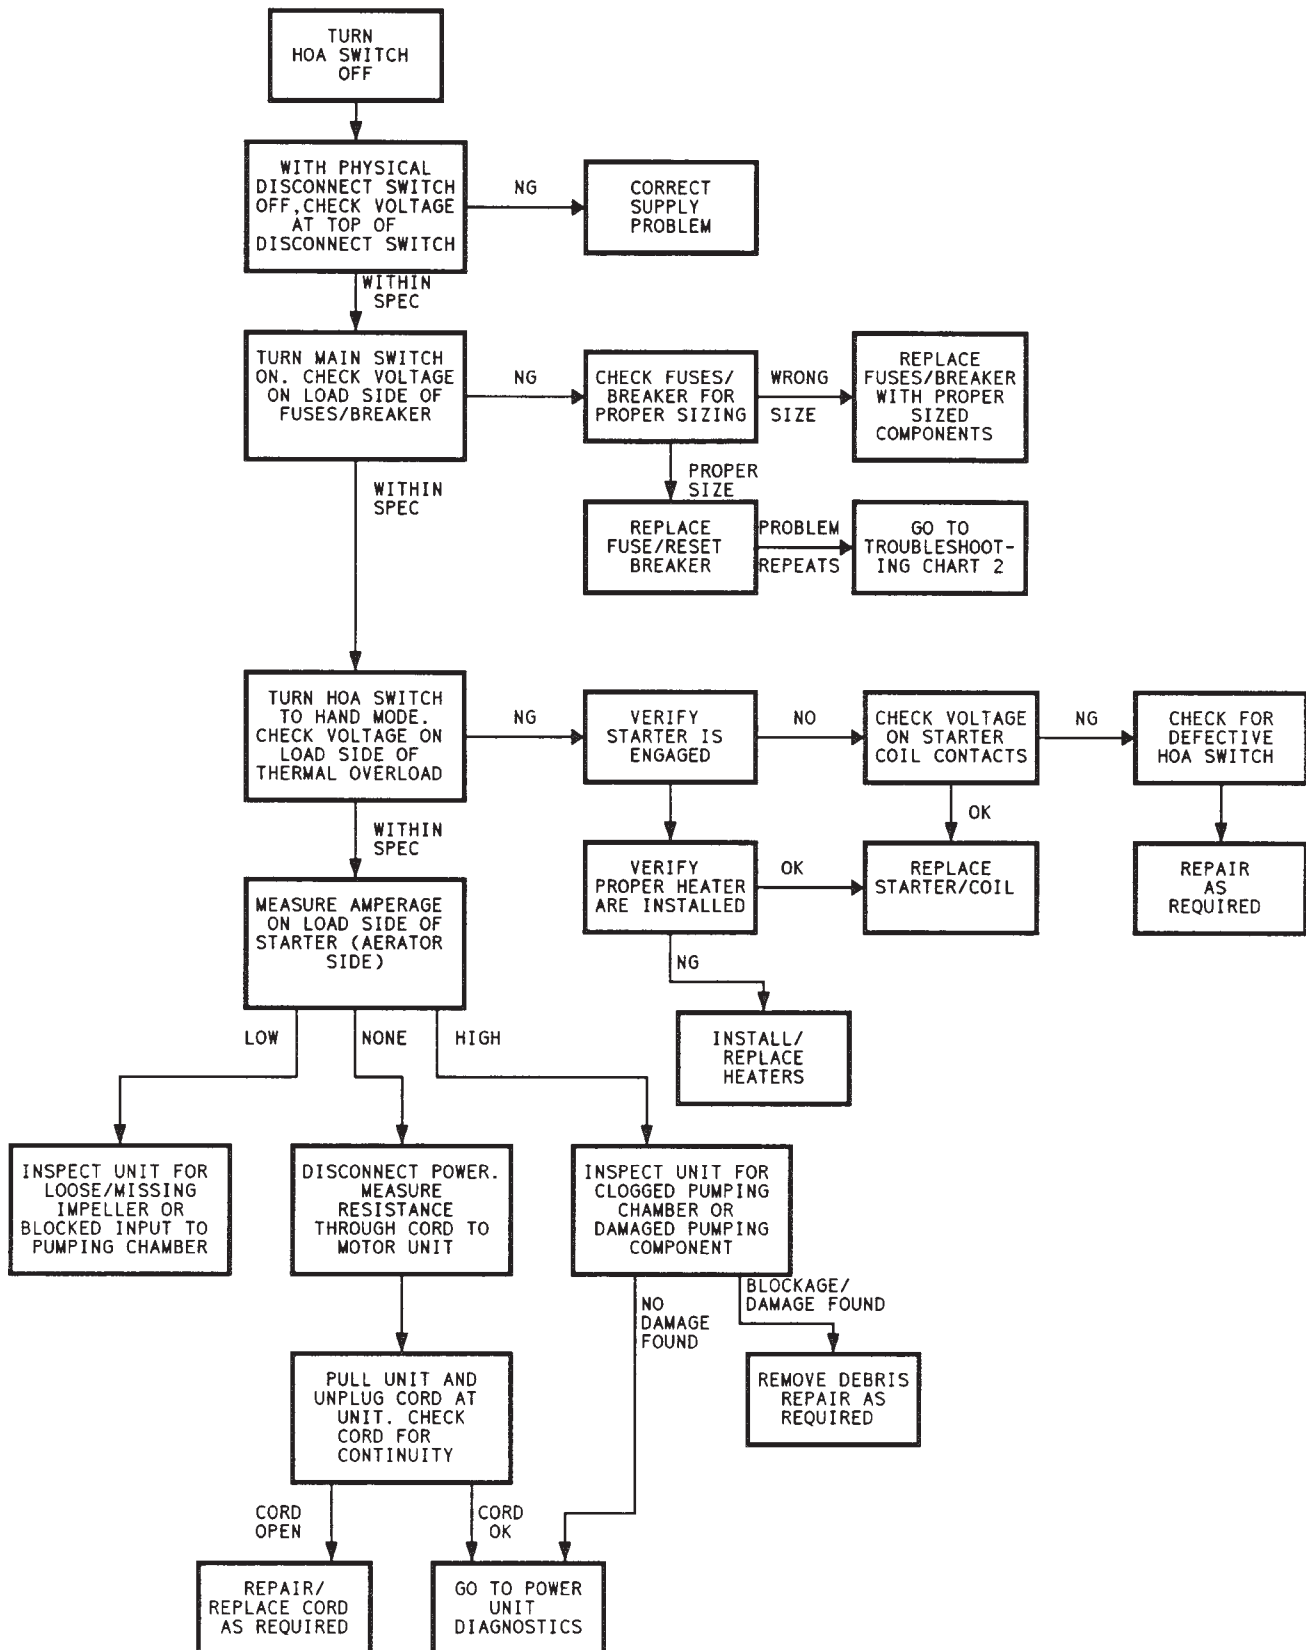 TURN
HOA SWITCH
OFF
WITH PHYSICAL
DISCONNECT SWITCH
OFF,CHECK VOLTAGE
AT TOP OF
DISCONNECT SWITCH
NG
CORRECT
SUPPLY
PROBLEM
WITHIN
SPEC
TURN MAIN SWITCH
ON. CHECK VOLTAGE
ON LOAD SIDE OF
FUSES/BREAKER
NG
CHECK FUSES/
BREAKER FOR
PROPER SIZING
WRONG
SIZE
REPLACE
FUSES/BREAKER
WITH PROPER
SIZED
COMPONENTS
PROPER
SIZE
WITHIN
SPEC
REPLACE
FUSE/RESET
BREAKER
PROBLEM
REPEATS
GO TO
TROUBLESHOOT-
ING CHART 2
TURN HOA SWITCH
TO HAND MODE.
CHECK VOLTAGE ON
LOAD SIDE OF
THERMAL OVERLOAD
NG
VERIFY
STARTER IS
ENGAGED
NO
CHECK VOLTAGE
ON STARTER
COIL CONTACTS
NG
CHECK FOR
DEFECTIVE
HOA SWITCH
WITHIN
SPEC
OK
VERIFY
PROPER HEATER
ARE INSTALLED
OK
REPLACE
STARTER/COIL
REPAIR
AS
REQUIRED
MEASURE AMPERAGE
ON LOAD SIDE OF
STARTER (AERATOR
SIDE)
NG
INSTALL/
REPLACE
HEATERS
LOW
NONE
HIGH
INSPECT UNIT FOR
LOOSE/MISSING
IMPELLER OR
BLOCKED INPUT TO
PUMPING CHAMBER
DISCONNECT POWER.
MEASURE
RESISTANCE
THROUGH CORD TO
MOTOR UNIT
INSPECT UNIT FOR
CLOGGED PUMPING
CHAMBER OR
DAMAGED PUMPING
COMPONENT
NO
DAMAGE
FOUND
BLOCKAGE/
DAMAGE FOUND
PULL UNIT AND
UNPLUG CORD AT
UNIT. CHECK
CORD FOR
CONTINUITY
REMOVE DEBRIS
REPAIR AS
REQUIRED
CORD
OPEN
CORD
OK
REPAIR/
REPLACE CORD
AS REQUIRED
GO TO POWER
UNIT
DIAGNOSTICS